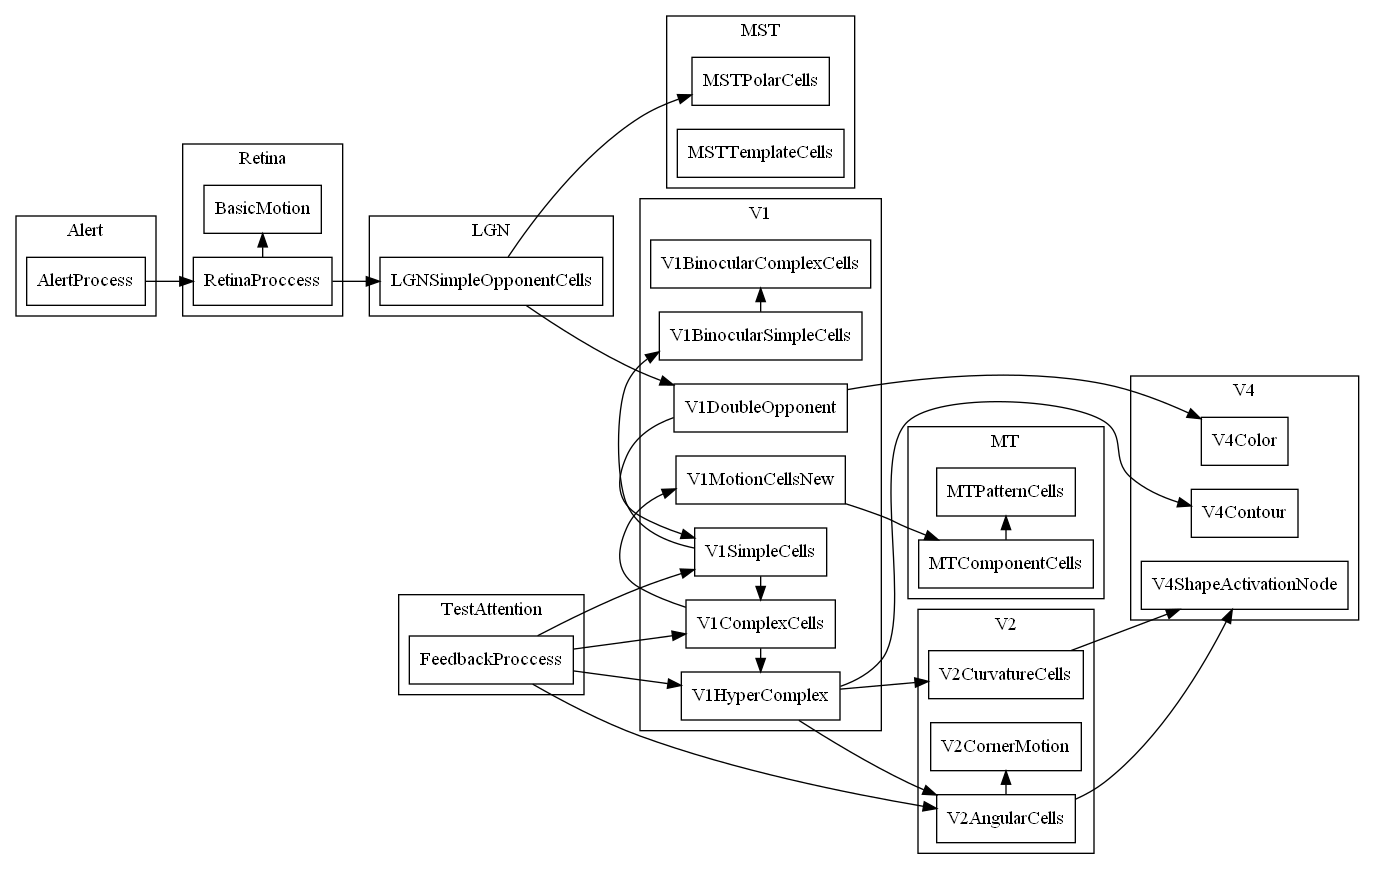 MST
MSTPolarCells
MSTTemplateCells
Retina
BasicMotion
RetinaProccess
Alert
AlertProcess
LGN
LGNSimpleOpponentCells
V1
V1BinocularComplexCells
V1BinocularSimpleCells
V1DoubleOpponent
V1MotionCellsNew
V1SimpleCells
V1ComplexCells
V1HyperComplex
TestAttention
FeedbackProccess
MT
MTPatternCells
MTComponentCells
V2
V2CurvatureCells
V2CornerMotion
V2AngularCells
V4
V4Color
V4Contour
V4ShapeActivationNode